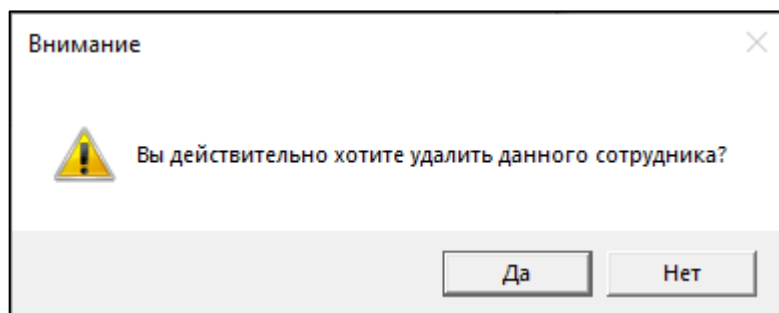 Внимание
Вы действительно хотите удалить данного сотрудника?
Да Нет